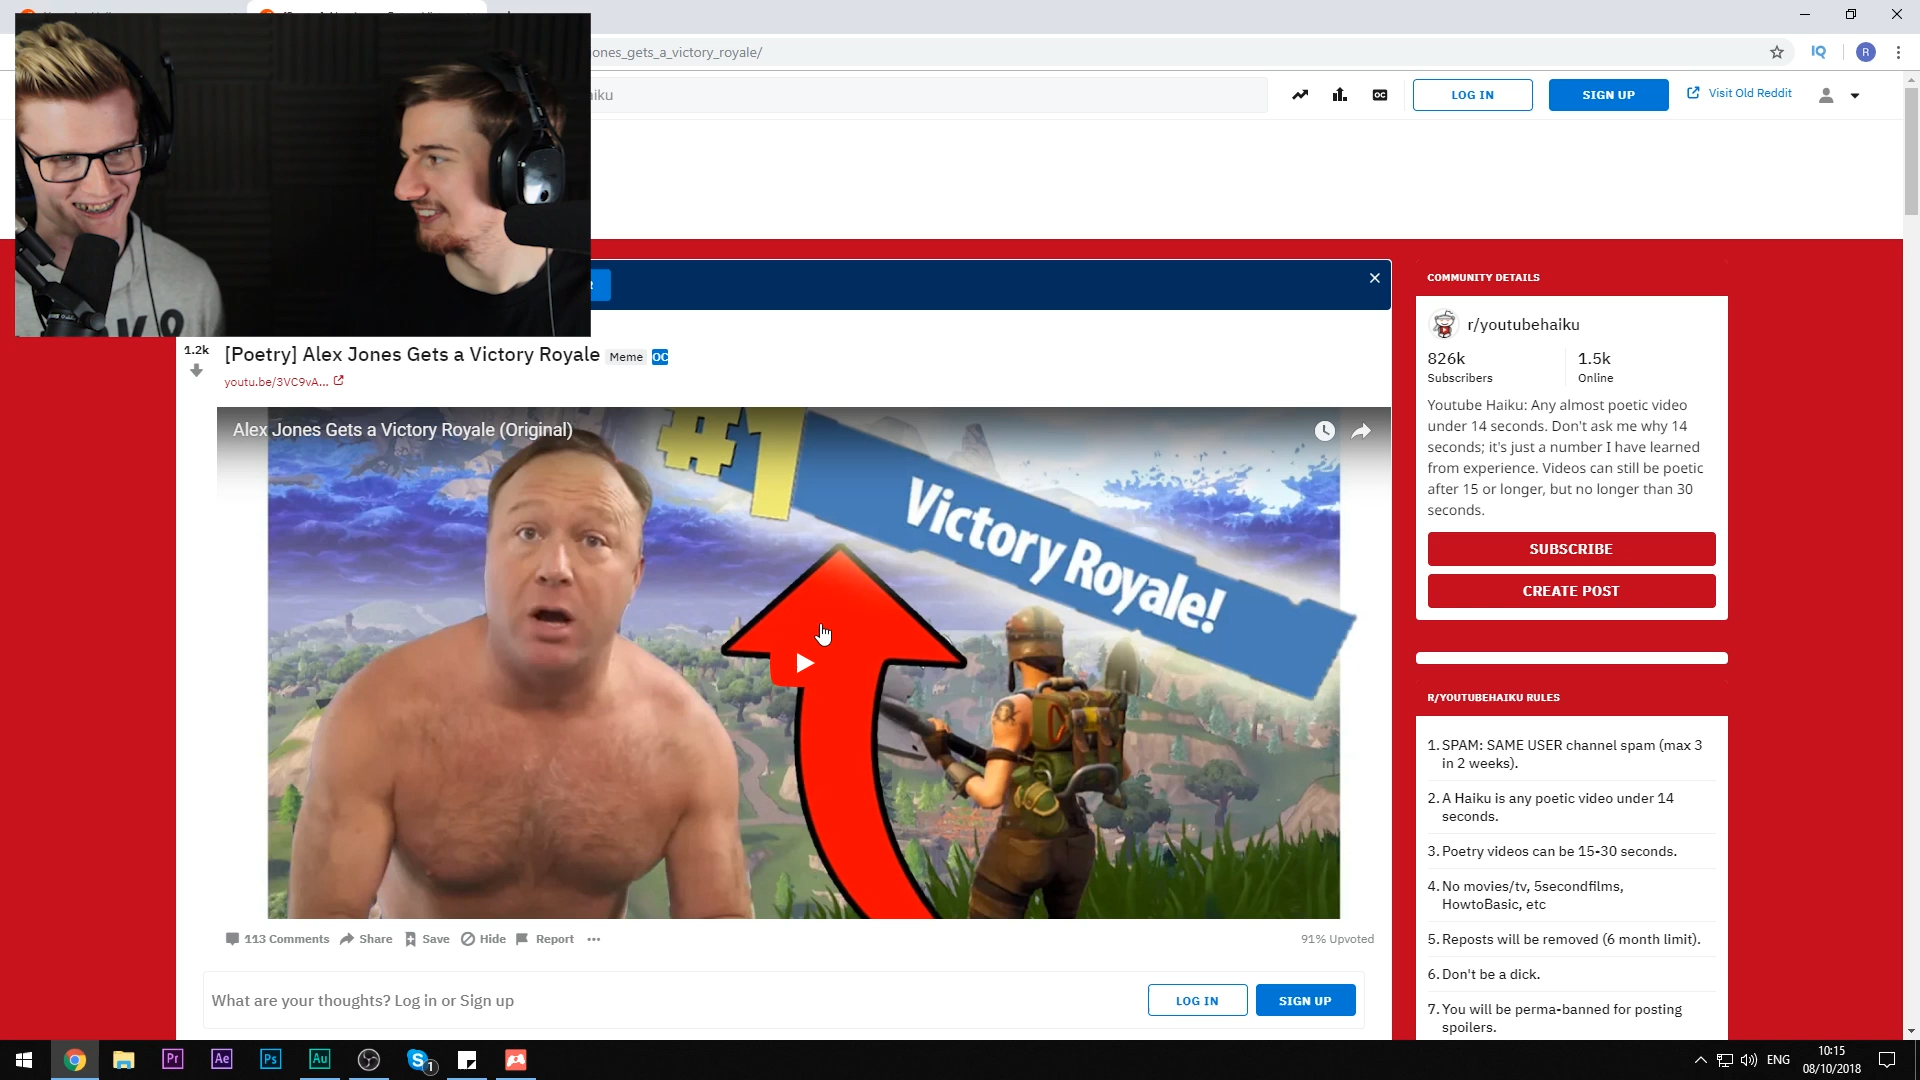 ones_gets_a_victory_royale/
IQ
R
aiku
OC
LOG IN
SIGN UP
Visit Old Reddit
COMMUNITY DETAILS
r/youtubehaiku
826k
1.5k
Subscribers
Online
Youtube Haiku: Any almost poetic video
under 14 seconds. Don't ask me why 14
seconds; it's just a number I have learned
from experience. Videos can still be poetic
after 15 or longer, but no longer than 30
seconds.
SUBSCRIBE
CREATE POST
R/YOUTUBEHAIKU RULES
1. SPAM: SAME USER channel spam (max 3
in 2 weeks).
2. A Haiku is any poetic video under 14
seconds.
3. Poetry videos can be 15-30 seconds.
4. No movies/tv, 5secondfilms,
HowtoBasic, etc
5. Reposts will be removed (6 month limit).
6. Don't be a dick.
7. You will be perma-banned for posting
spoilers.
1.2k
[Poetry] Alex Jones Gets a Victory Royale Meme OC
youtu.be/3VC9vA...
Alex Jones Gets a Victory Royale (Original)
#1
Victory Royale!
113 Comments Share Save Hide Report ...
91% Upvoted
What are your thoughts? Log in or Sign up
LOG IN
SIGN UP
Pr
Ae
Ps
Au
S
1
ENG
10:15
08/10/2018